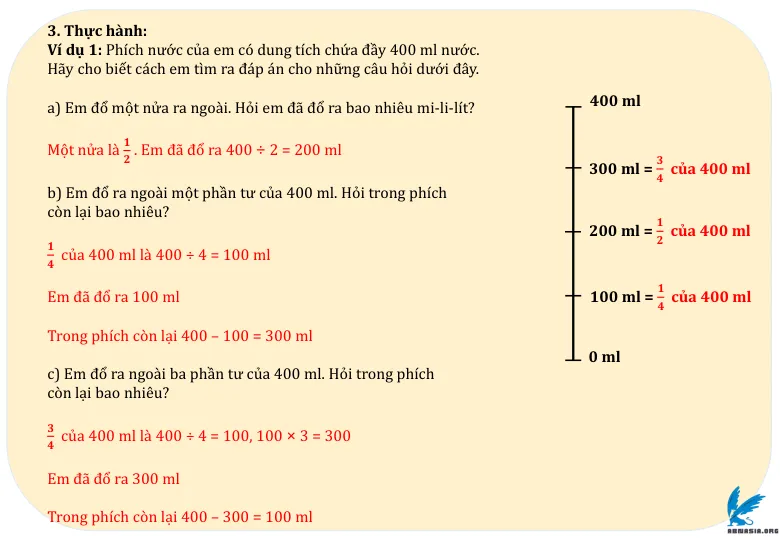 3. Thực hành:
Ví dụ 1: Phích nước của em có dung tích chứa đầy 400 ml nước.
Hãy cho biết cách em tìm ra đáp án cho những câu hỏi dưới đây.
a) Em đổ một nửa ra ngoài. Hỏi em đã đổ ra bao nhiêu mi-li-lít?
Một nửa là 1/2 . Em đã đổ ra 400 ÷ 2 = 200 ml
b) Em đổ ra ngoài một phần tư của 400 ml. Hỏi trong phích
còn lại bao nhiêu?
1/4 của 400 ml là 400 ÷ 4 = 100 ml
Em đã đổ ra 100 ml
Trong phích còn lại 400 – 100 = 300 ml
c) Em đổ ra ngoài ba phần tư của 400 ml. Hỏi trong phích
còn lại bao nhiêu?
3/4 của 400 ml là 400 ÷ 4 = 100, 100 × 3 = 300
Em đã đổ ra 300 ml
Trong phích còn lại 400 – 300 = 100 ml
400 ml
300 ml = 3/4 của 400 ml
200 ml = 1/2 của 400 ml
100 ml = 1/4 của 400 ml
0 ml
ABMASIA.ORG